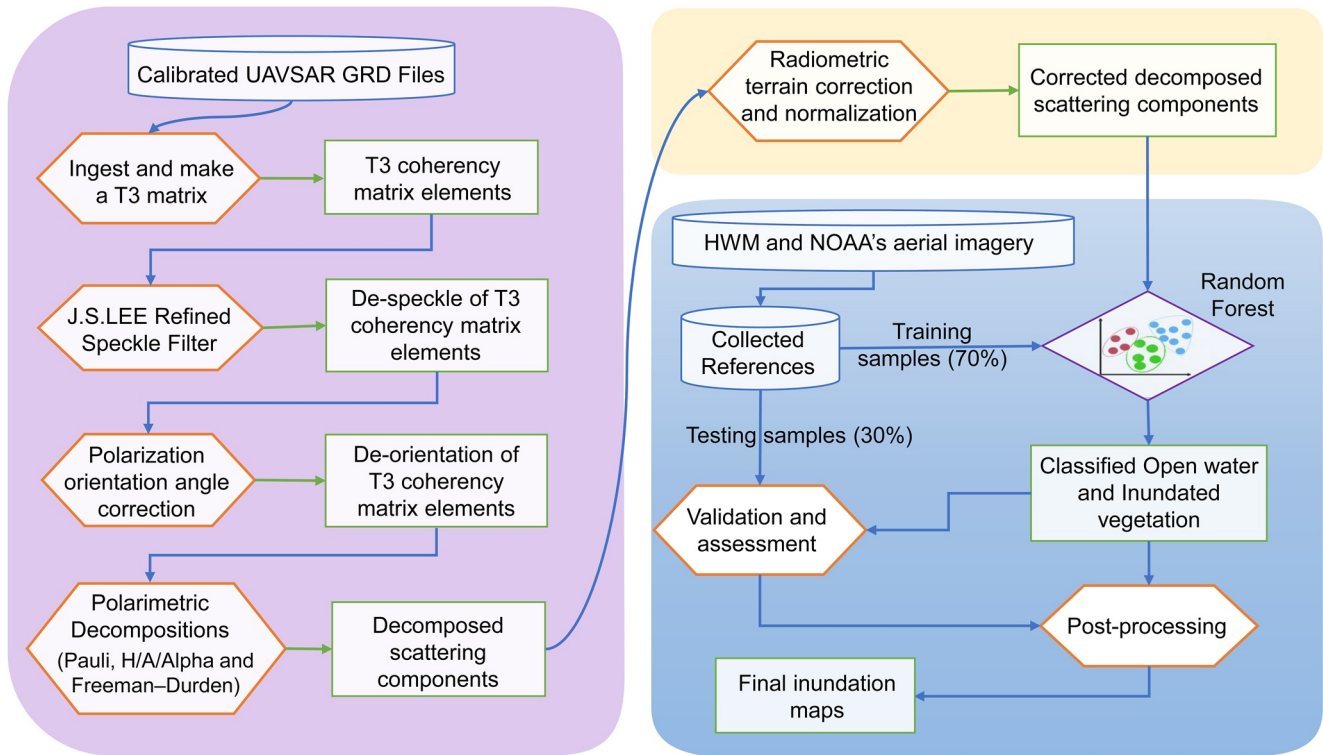 Calibrated UAVSAR GRD Files
Ingest and make
a T3 matrix
T3 coherency
matrix elements
J.S.LEE Refined
Speckle Filter
De-speckle of T3
coherency matrix
elements
Polarization
orientation angle
correction
De-orientation of
T3 coherency
matrix elements
Polarimetric
Decompositions
(Pauli, H/A/Alpha and
Freeman–Durden)
Decomposed
scattering
components
Radiometric
terrain correction
and normalization
Corrected decomposed
scattering components
HWM and NOAA's aerial imagery
Collected
References
Training
samples (70%)
Random
Forest
Testing samples (30%)
Classified Open water
and Inundated
vegetation
Validation and
assessment
Post-processing
Final inundation
maps